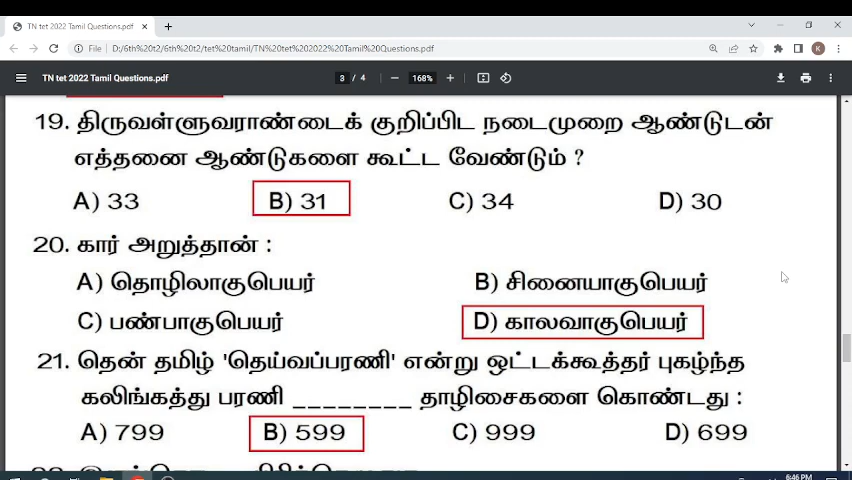 TN tet 2022 Tamil Questions.pdf
File D:/6th%20t2/6th%20t2/tet%20tamil/TN%20tet%202022%20Tamil%20Questions.pdf
K
TN tet 2022 Tamil Questions.pdf 3 / 4 168%
19. திருவள்ளுவராண்டைக் குறிப்பிட நடைமுறை ஆண்டுடன்
எத்தனை ஆண்டுகளை கூட்ட வேண்டும் ?
A) 33 B) 31 C) 34 D) 30
20. கார் அறுத்தான் :
A) தொழிலாகுபெயர் B) சினையாகுபெயர்
C) பண்பாகுபெயர் D) காலவாகுபெயர்
21. தென் தமிழ் 'தெய்வப்பரணி' என்று ஒட்டக்கூத்தர் புகழ்ந்த
கலிங்கத்து பரணி ________ தாழிசைகளை கொண்டது :
A) 799 B) 599 C) 999 D) 699
6:46 PM